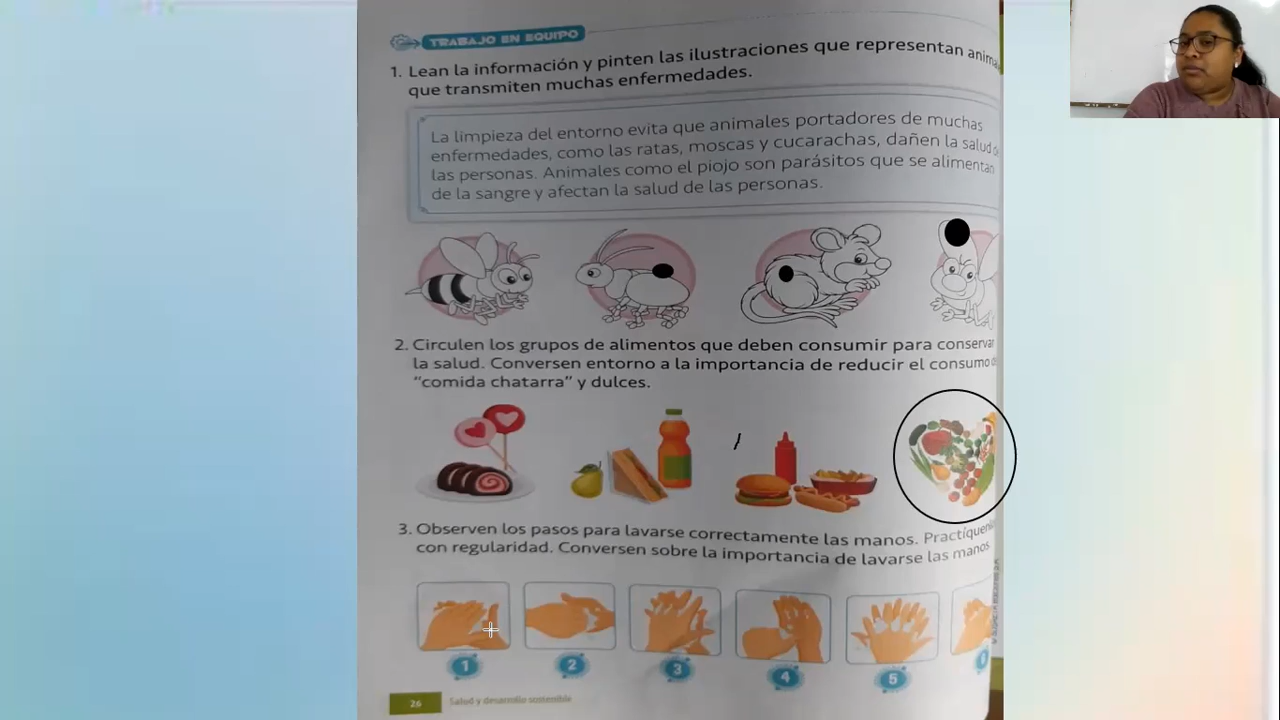 TRABAJO EN EQUIPO
1. Lean la información y pinten las ilustraciones que representan
que transmiten muchas enfermedades.
La limpieza del entorno evita que animales portadores de muchas
enfermedades, como las ratas, moscas y cucarachas, dañen la salud
las personas. Animales como el piojo son parásitos que se alimentan
de la sangre y afectan la salud de las personas.
2. Circulen los grupos de alimentos que deben consumir para conservar
la salud. Conversen entorno a la importancia de reducir el consumo
“comida chatarra” y dulces.
3. Observen los pasos para lavarse correctamente las manos.
con regularidad. Conversen sobre la importancia de lavarse las manos
1
2
3
4
5
26
Salud y desarrollo sostenible